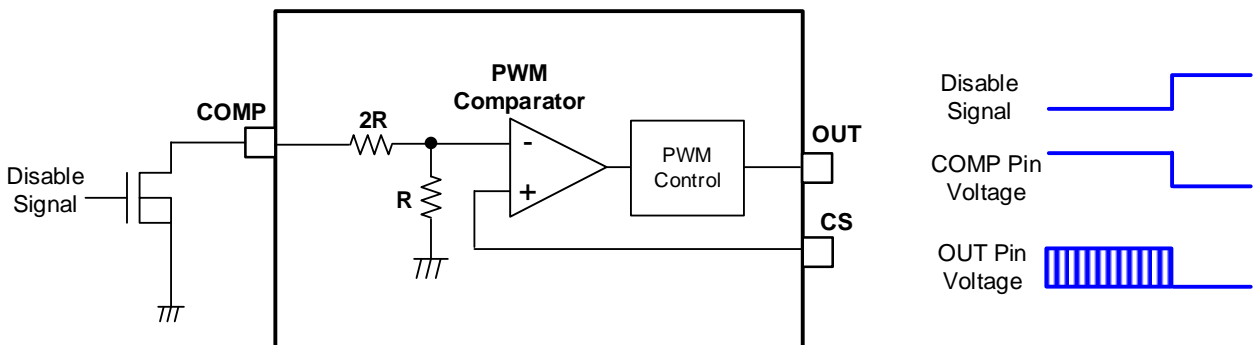 PWM
Comparator
COMP
2R
-
+
R
PWM
Control
OUT
CS
Disable
Signal
Disable
Signal
COMP Pin
Voltage
OUT Pin
Voltage